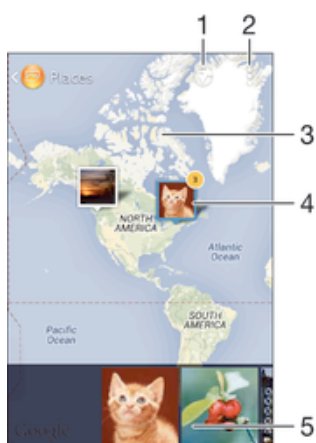 1 2
Places
3
4
NORTH
AMERICA
Atlantic
Ocean
SOUTH
AMERICA
Pacific
Ocean
5
Google